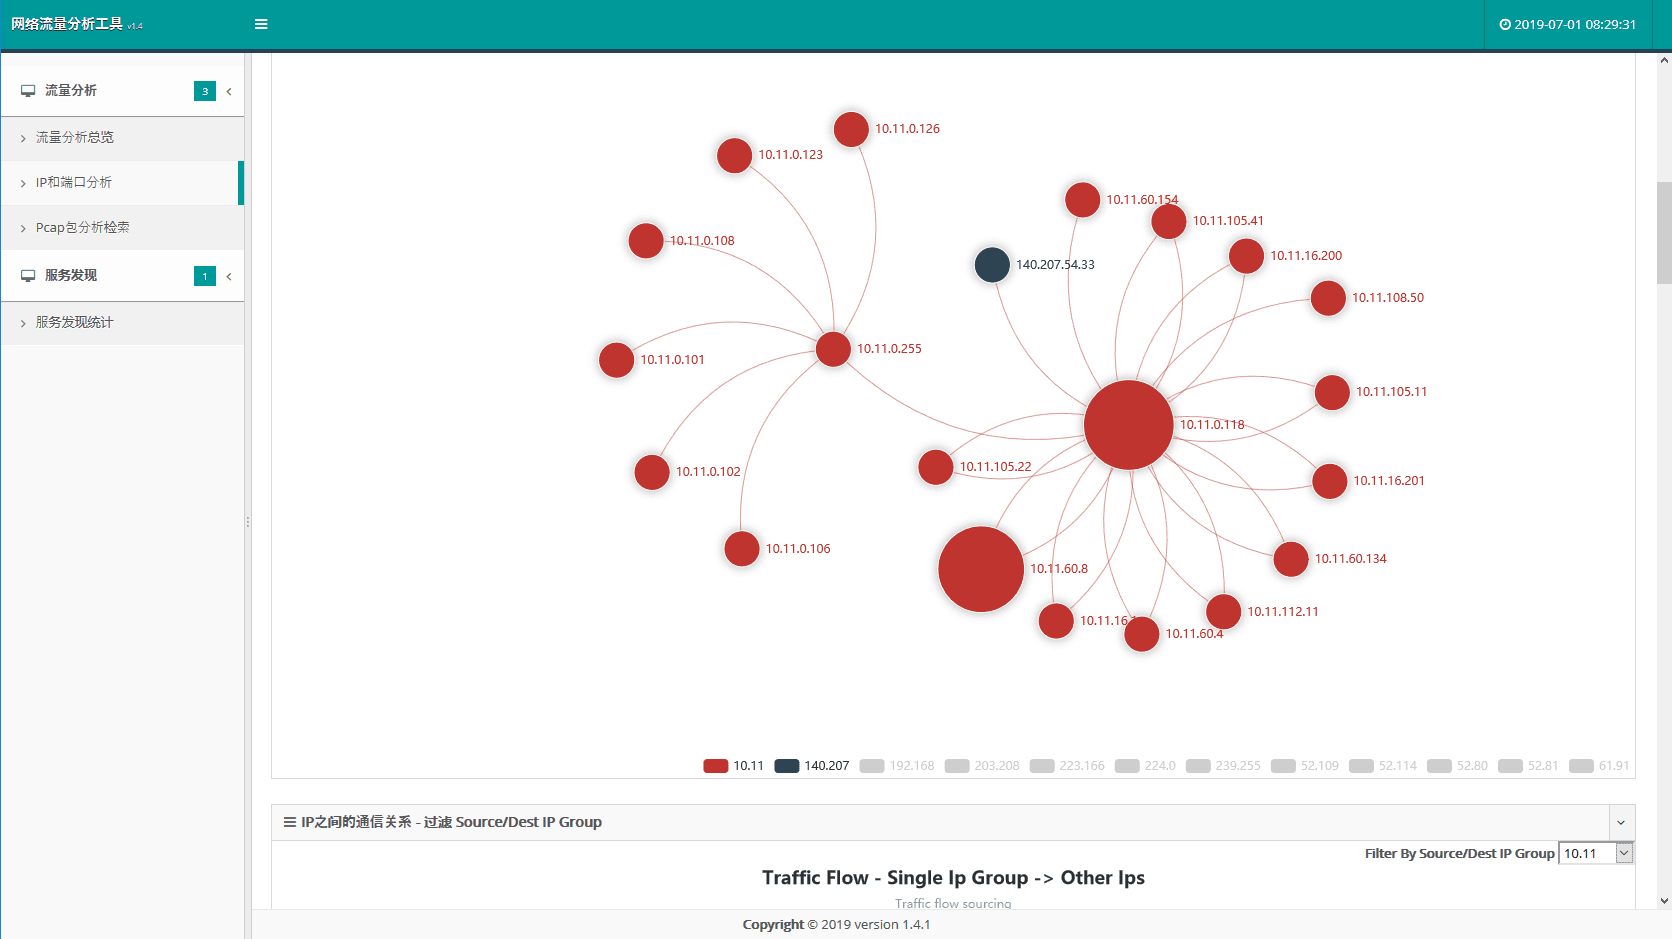 网络流量分析工具 v1.4
2019-07-01 08:29:31
流量分析 3
流量分析总览
IP和端口分析
Pcap包分析检索
服务发现 1
服务发现统计
10.11.0.126
10.11.0.123
10.11.60.154
10.11.105.41
10.11.0.108
10.11.16.200
140.207.54.33
10.11.108.50
10.11.0.255
10.11.0.101
10.11.105.11
10.11.0.118
10.11.105.22
10.11.0.102
10.11.16.201
10.11.0.106
10.11.60.134
10.11.60.8
10.11.112.11
10.11.16.
10.11.60.4
10.11 140.207 192.168 203.208 223.166 224.0 239.255 52.109 52.114 52.80 52.81 61.91
IP之间的通信关系 - 过滤 Source/Dest IP Group
Filter By Source/Dest IP Group 10.11
Traffic Flow - Single Ip Group -> Other Ips
Traffic flow sourcing
Copyright © 2019 version 1.4.1